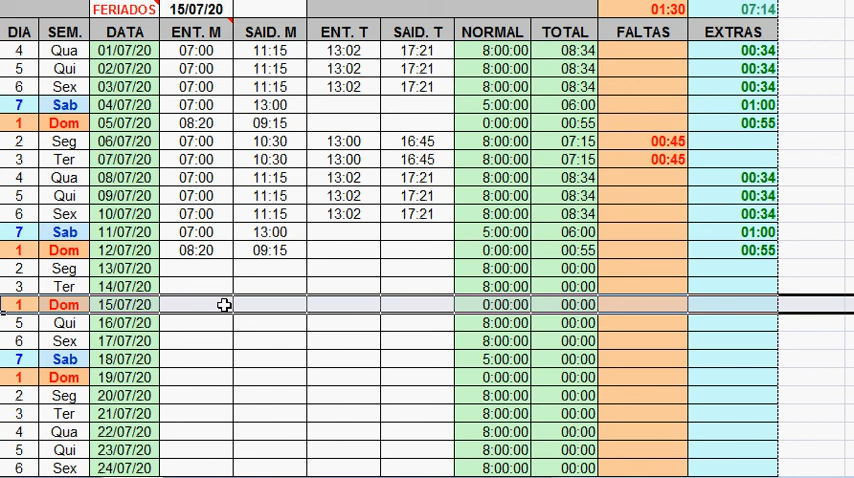 FERIADOS 15/07/20 01:30 07:14
DIA SEM. DATA ENT. M SAID. M ENT. T SAID. T NORMAL TOTAL FALTAS EXTRAS
4 Qua 01/07/20 07:00 11:15 13:02 17:21 8:00:00 08:34 00:34
5 Qui 02/07/20 07:00 11:15 13:02 17:21 8:00:00 08:34 00:34
6 Sex 03/07/20 07:00 11:15 13:02 17:21 8:00:00 08:34 00:34
7 Sab 04/07/20 07:00 13:00 5:00:00 06:00 01:00
1 Dom 05/07/20 08:20 09:15 0:00:00 00:55 00:55
2 Seg 06/07/20 07:00 10:30 13:00 16:45 8:00:00 07:15 00:45
3 Ter 07/07/20 07:00 10:30 13:00 16:45 8:00:00 07:15 00:45
4 Qua 08/07/20 07:00 11:15 13:02 17:21 8:00:00 08:34 00:34
5 Qui 09/07/20 07:00 11:15 13:02 17:21 8:00:00 08:34 00:34
6 Sex 10/07/20 07:00 11:15 13:02 17:21 8:00:00 08:34 00:34
7 Sab 11/07/20 07:00 13:00 5:00:00 06:00 01:00
1 Dom 12/07/20 08:20 09:15 0:00:00 00:55 00:55
2 Seg 13/07/20 8:00:00 00:00
3 Ter 14/07/20 8:00:00 00:00
1 Dom 15/07/20 0:00:00 00:00
5 Qui 16/07/20 8:00:00 00:00
6 Sex 17/07/20 8:00:00 00:00
7 Sab 18/07/20 5:00:00 00:00
1 Dom 19/07/20 0:00:00 00:00
2 Seg 20/07/20 8:00:00 00:00
3 Ter 21/07/20 8:00:00 00:00
4 Qua 22/07/20 8:00:00 00:00
5 Qui 23/07/20 8:00:00 00:00
6 Sex 24/07/20 8:00:00 00:00